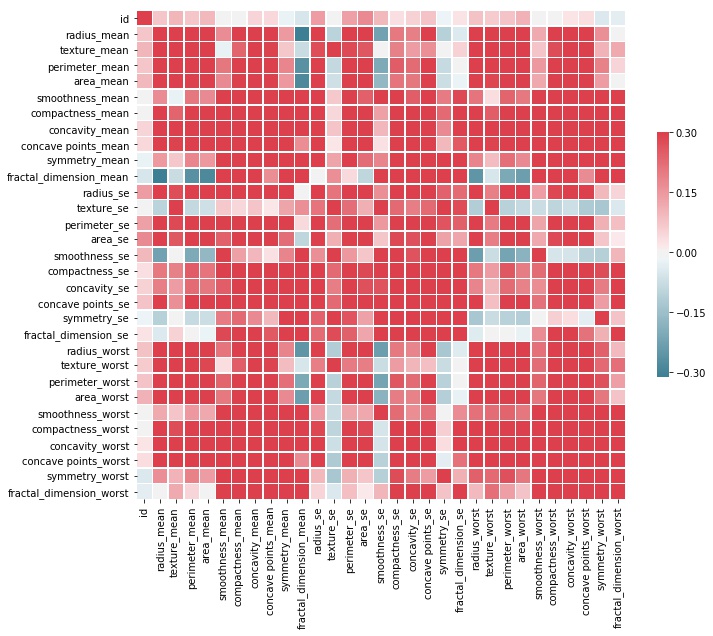 id
radius_mean
texture_mean
perimeter_mean
area_mean
smoothness_mean
compactness_mean
concavity_mean
concave points_mean
symmetry_mean
fractal_dimension_mean
radius_se
texture_se
perimeter_se
area_se
smoothness_se
compactness_se
concavity_se
concave points_se
symmetry_se
fractal_dimension_se
radius_worst
texture_worst
perimeter_worst
area_worst
smoothness_worst
compactness_worst
concavity_worst
concave points_worst
symmetry_worst
fractal_dimension_worst
id
radius_mean
texture_mean
perimeter_mean
area_mean
smoothness_mean
compactness_mean
concavity_mean
concave points_mean
symmetry_mean
fractal_dimension_mean
radius_se
texture_se
perimeter_se
area_se
smoothness_se
compactness_se
concavity_se
concave points_se
symmetry_se
fractal_dimension_se
radius_worst
texture_worst
perimeter_worst
area_worst
smoothness_worst
compactness_worst
concavity_worst
concave points_worst
symmetry_worst
fractal_dimension_worst
0.30
0.15
0.00
−0.15
−0.30